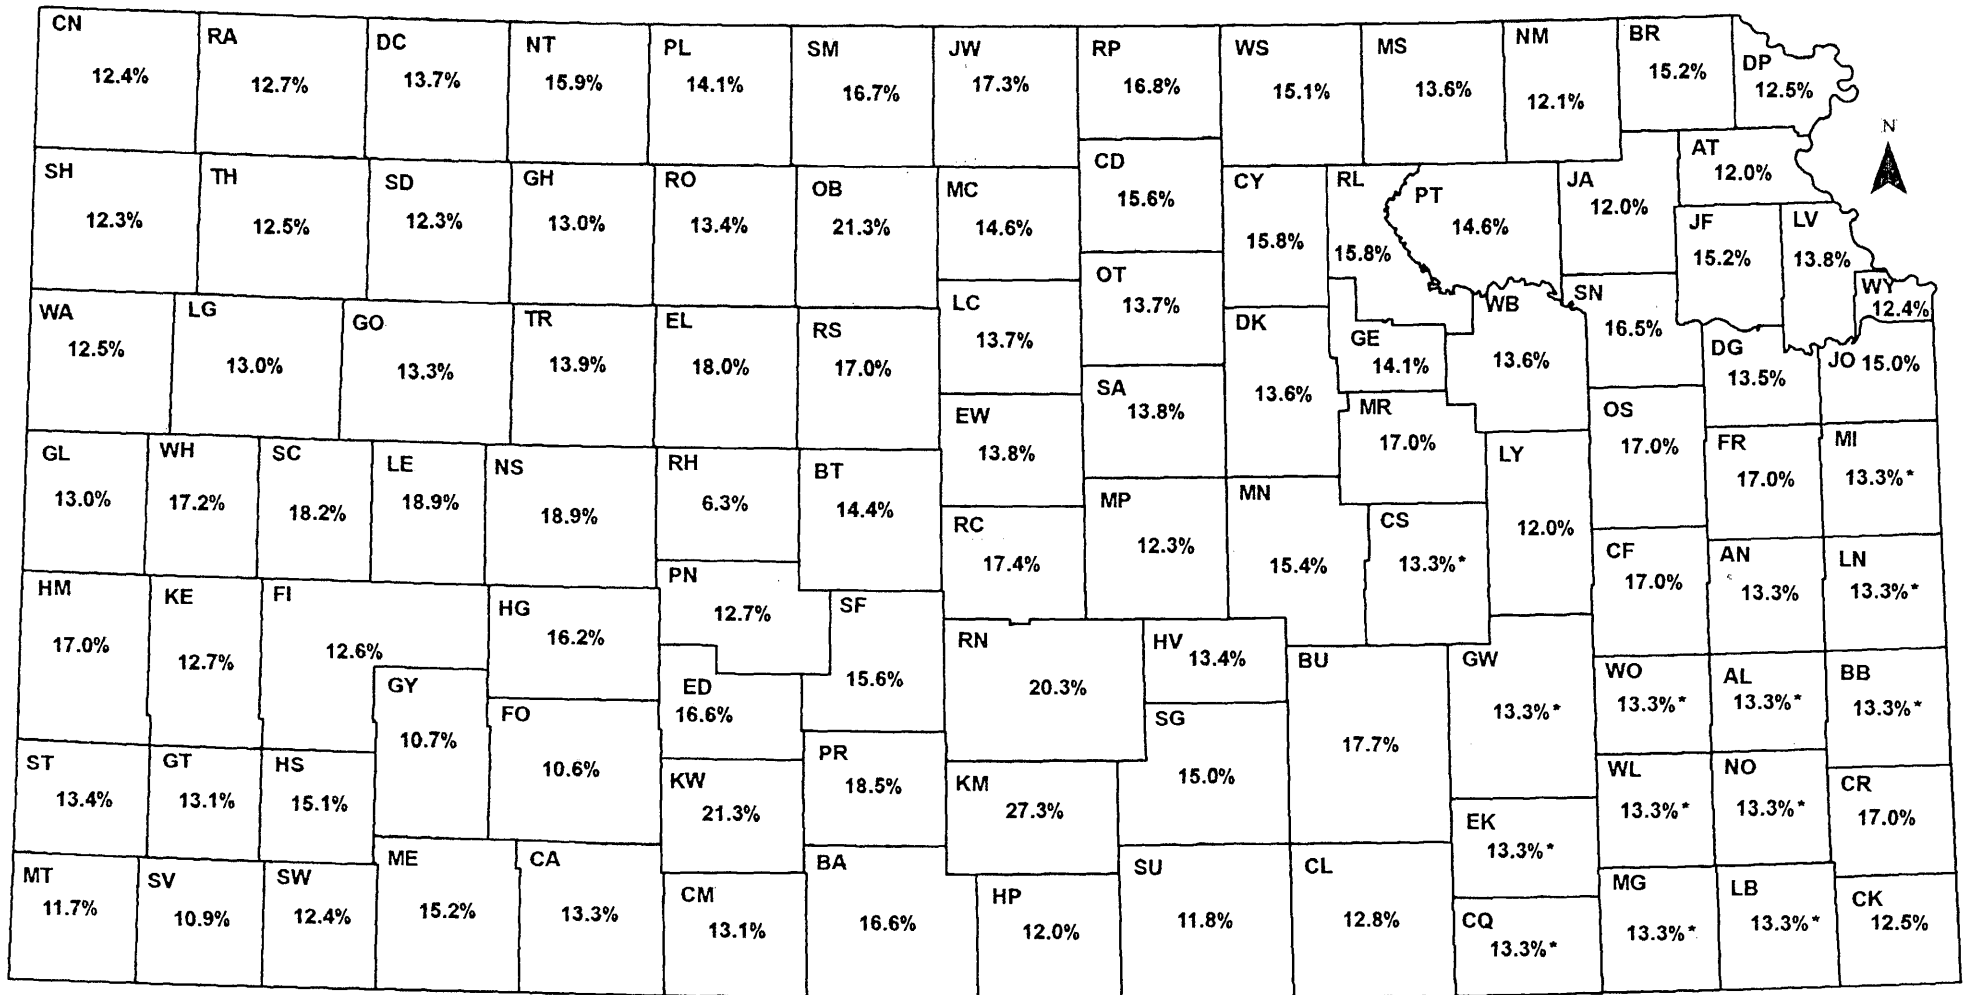 CN
12.4%
RA
12.7%
DC
13.7%
NT
15.9%
PL
14.1%
SM
16.7%
JW
17.3%
RP
16.8%
WS
15.1%
MS
13.6%
NM
12.1%
BR
15.2%
DP
12.5%
N
SH
12.3%
TH
12.5%
SD
12.3%
GH
13.0%
RO
13.4%
OB
21.3%
MC
14.6%
CD
15.6%
CY
15.8%
RL
15.8%
PT
14.6%
JA
12.0%
AT
12.0%
JF
15.2%
LV
13.8%
WY
12.4%
WA
12.5%
LG
13.0%
GO
13.3%
TR
13.9%
EL
18.0%
RS
17.0%
LC
13.7%
OT
13.7%
DK
13.6%
GE
14.1%
WB
13.6%
SN
16.5%
DG
13.5%
JO 15.0%
EW
13.8%
SA
13.8%
MR
17.0%
LY
12.0%
OS
17.0%
FR
17.0%
MI
13.3%*
GL
13.0%
WH
17.2%
SC
18.2%
LE
18.9%
NS
18.9%
RH
6.3%
BT
14.4%
RC
17.4%
MP
12.3%
MN
15.4%
CS
13.3%*
CF
17.0%
AN
13.3%
LN
13.3%*
HM
17.0%
KE
12.7%
FI
12.6%
HG
16.2%
PN
12.7%
SF
15.6%
RN
20.3%
HV
13.4%
BU
17.7%
GW
13.3%*
WO
13.3%*
AL
13.3%*
BB
13.3%*
GY
10.7%
FO
10.6%
ED
16.6%
SG
15.0%
ST
13.4%
GT
13.1%
HS
15.1%
KW
21.3%
PR
18.5%
KM
27.3%
EK
13.3%*
WL
13.3%*
NO
13.3%*
CR
17.0%
MT
11.7%
SV
10.9%
SW
12.4%
ME
15.2%
CA
13.3%
CM
13.1%
BA
16.6%
HP
12.0%
SU
11.8%
CL
12.8%
CQ
13.3%*
MG
13.3%*
LB
13.3%*
CK
12.5%